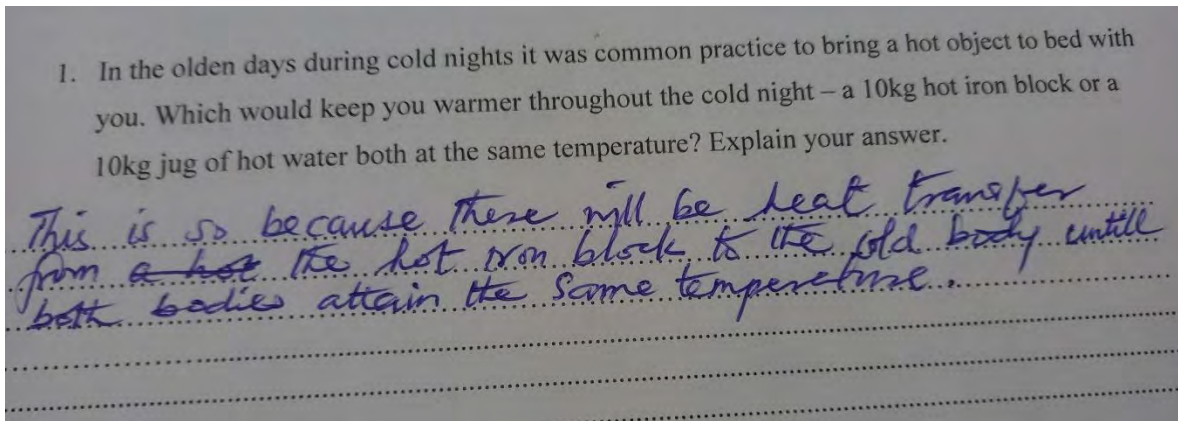 1. In the olden days during cold nights it was common practice to bring a hot object to bed with
you. Which would keep you warmer throughout the cold night – a 10kg hot iron block or a
10kg jug of hot water both at the same temperature? Explain your answer.
This is so because there will be heat transfer
from a hot the hot iron block to the cold body untill
both bodies attain the same temperature.